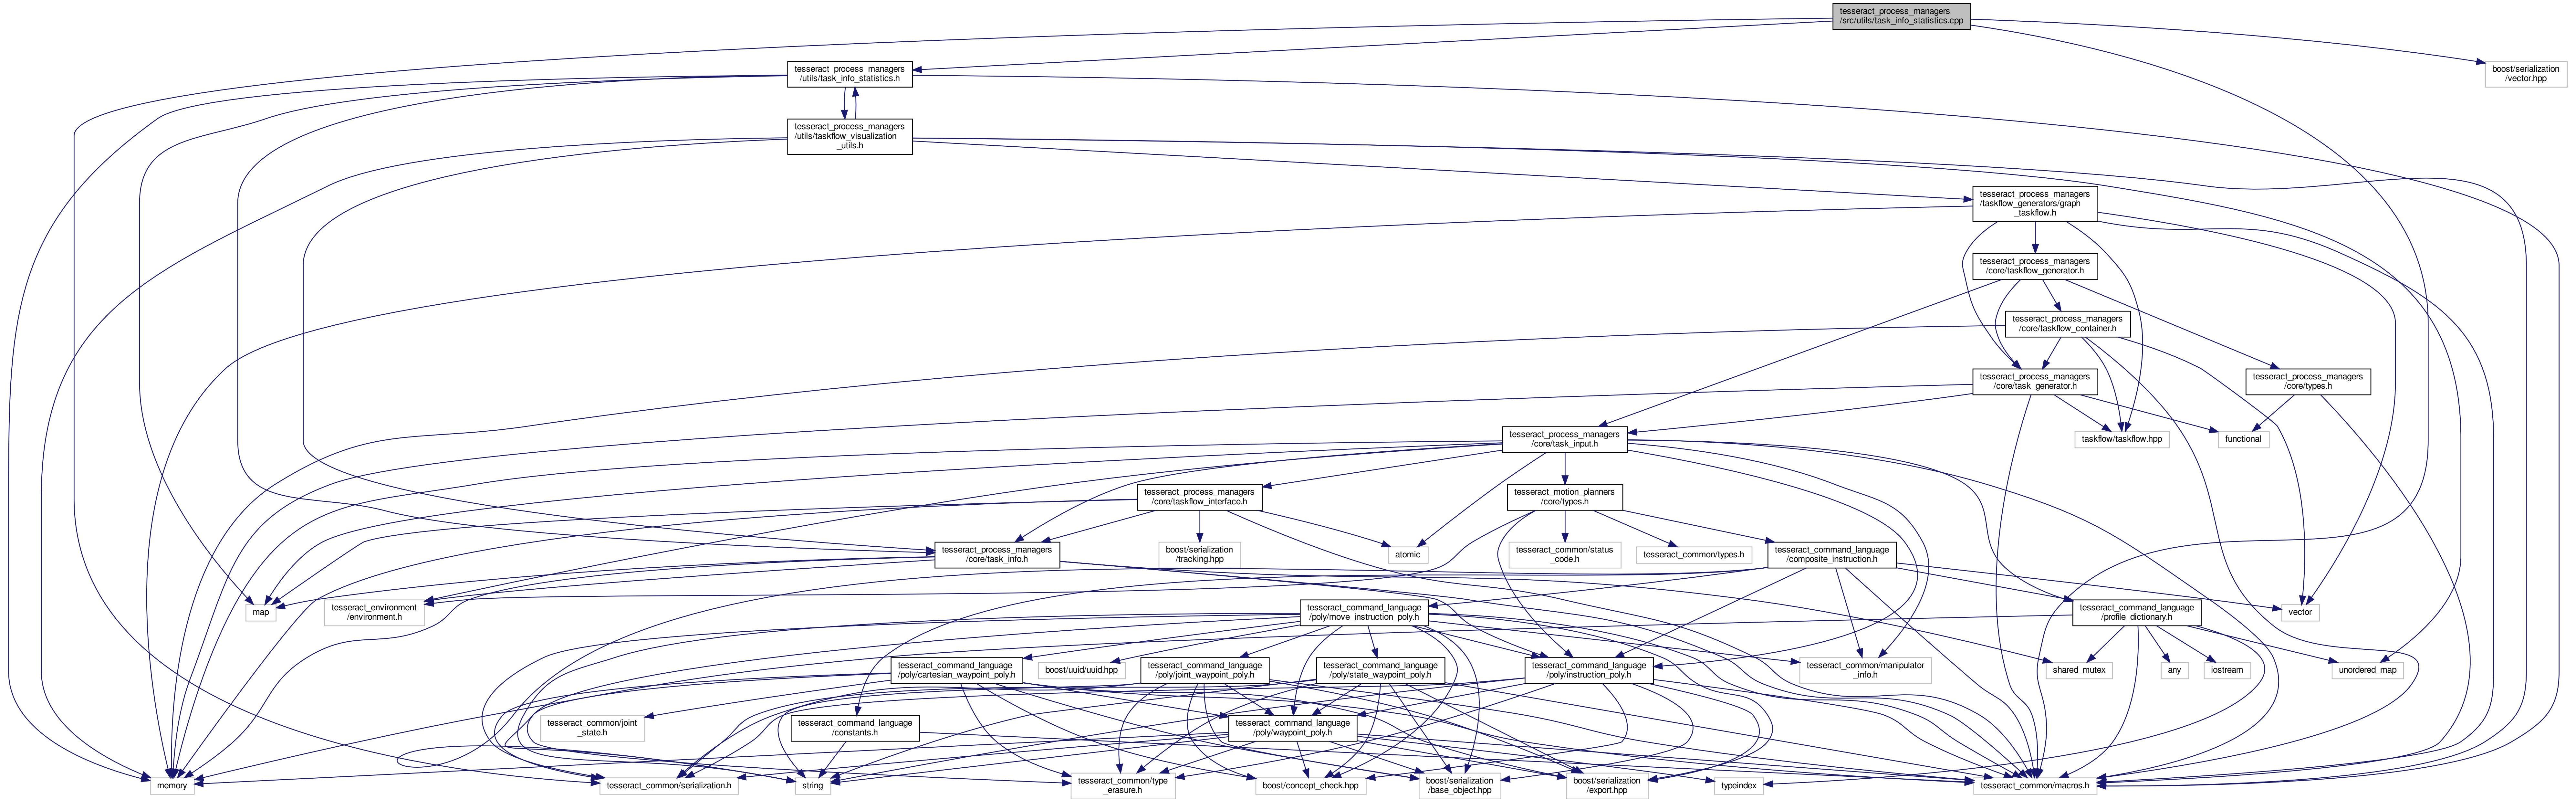 tesseract_process_managers
/src/utils/task_info_statistics.cpp
tesseract_process_managers
/utils/task_info_statistics.h
boost/serialization
/vector.hpp
tesseract_process_managers
/utils/taskflow_visualization
_utils.h
tesseract_process_managers
/taskflow_generators/graph
_taskflow.h
tesseract_process_managers
/core/taskflow_generator.h
tesseract_process_managers
/core/taskflow_container.h
tesseract_process_managers
/core/task_generator.h
tesseract_process_managers
/core/types.h
tesseract_process_managers
/core/task_input.h
taskflow/taskflow.hpp
functional
tesseract_process_managers
/core/taskflow_interface.h
tesseract_motion_planners
/core/types.h
tesseract_process_managers
/core/task_info.h
boost/serialization
/tracking.hpp
atomic
tesseract_common/status
_code.h
tesseract_common/types.h
tesseract_command_language
/composite_instruction.h
map
tesseract_environment
/environment.h
tesseract_command_language
/poly/move_instruction_poly.h
tesseract_command_language
/profile_dictionary.h
vector
tesseract_command_language
/poly/cartesian_waypoint_poly.h
boost/uuid/uuid.hpp
tesseract_command_language
/poly/joint_waypoint_poly.h
tesseract_command_language
/poly/state_waypoint_poly.h
tesseract_command_language
/poly/instruction_poly.h
tesseract_common/manipulator
_info.h
shared_mutex
any
iostream
unordered_map
tesseract_common/joint
_state.h
tesseract_command_language
/constants.h
tesseract_command_language
/poly/waypoint_poly.h
memory
tesseract_common/serialization.h
string
tesseract_common/type
_erasure.h
boost/concept_check.hpp
boost/serialization
/base_object.hpp
boost/serialization
/export.hpp
typeindex
tesseract_common/macros.h